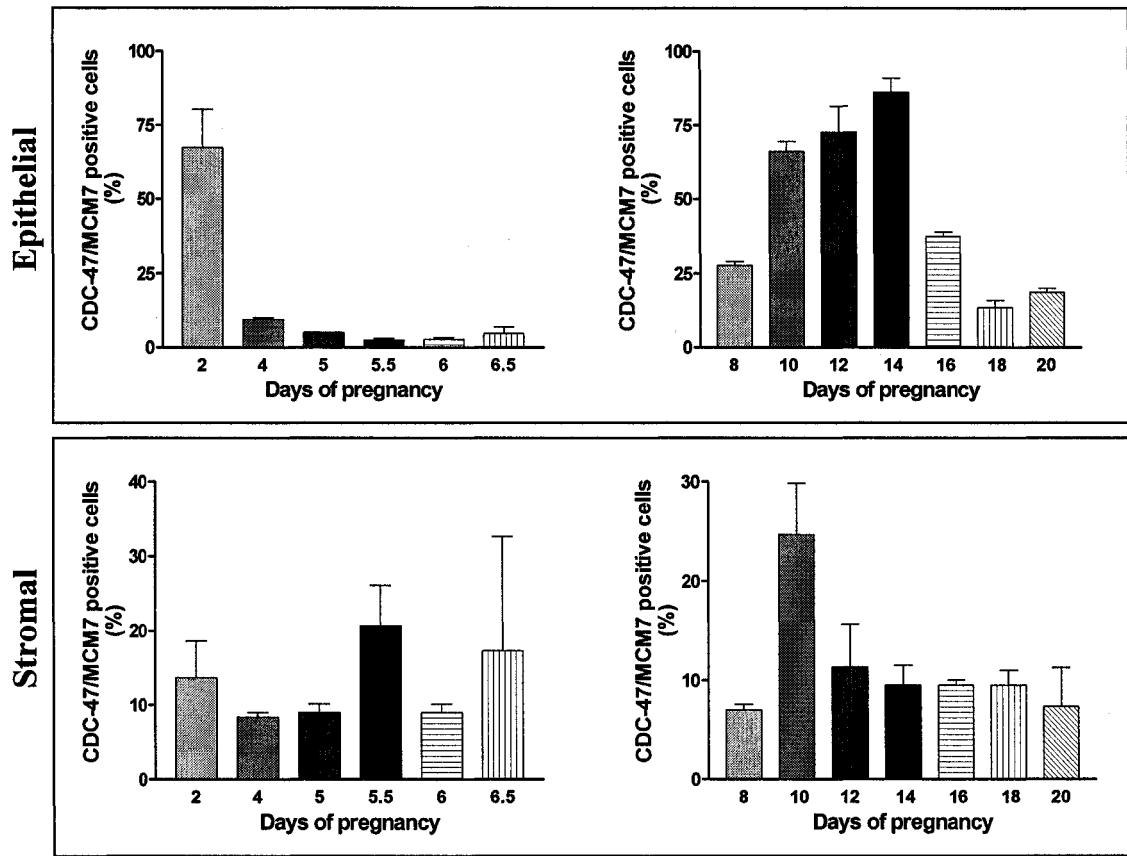 Epithelial
CDC-47/MCM7 positive cells
(%)
100
75
50
25
0
2 4 5 5.5 6 6.5
Days of pregnancy
CDC-47/MCM7 positive cells
(%)
100
75
50
25
0
8 10 12 14 16 18 20
Days of pregnancy
Stromal
CDC-47/MCM7 positive cells
(%)
40
30
20
10
0
2 4 5 5.5 6 6.5
Days of pregnancy
CDC-47/MCM7 positive cells
(%)
30
20
10
0
8 10 12 14 16 18 20
Days of pregnancy